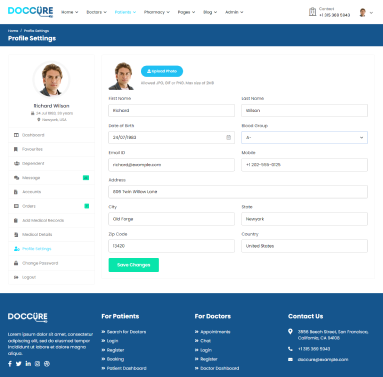 DOCCURE
Home Doctors Patients Pharmacy Pages Blog Admin
Contact
+1 315 369 5943
Home / Profile Settings
Profile Settings
Richard Wilson
24 Jul 1983, 38 years
Newyork, USA
Dashboard
Favourites
Dependent
Message
Accounts
Orders
Add Medical Records
Medical Details
Profile Settings
Change Password
Logout
Upload Photo
Allowed JPG, GIF or PNG. Max size of 2MB
First Name
Last Name
Richard
Wilson
Date of Birth
Blood Group
24/07/1983
A-
Email ID
Mobile
richard@example.com
+1 202-555-0125
Address
806 Twin Willow Lane
City
State
Old Forge
Newyork
Zip Code
Country
13420
United States
Save Changes
DOCCURE
Lorem ipsum dolor sit amet, consectetur
adipiscing elit, sed do eiusmod tempor
incididunt ut labore et dolore magna
aliqua.
For Patients
Search for Doctors
Login
Register
Booking
Patient Dashboard
For Doctors
Appointments
Chat
Login
Register
Doctor Dashboard
Contact Us
3556 Beech Street, San Francisco,
California, CA 94108
+1 315 369 5943
doccure@example.com